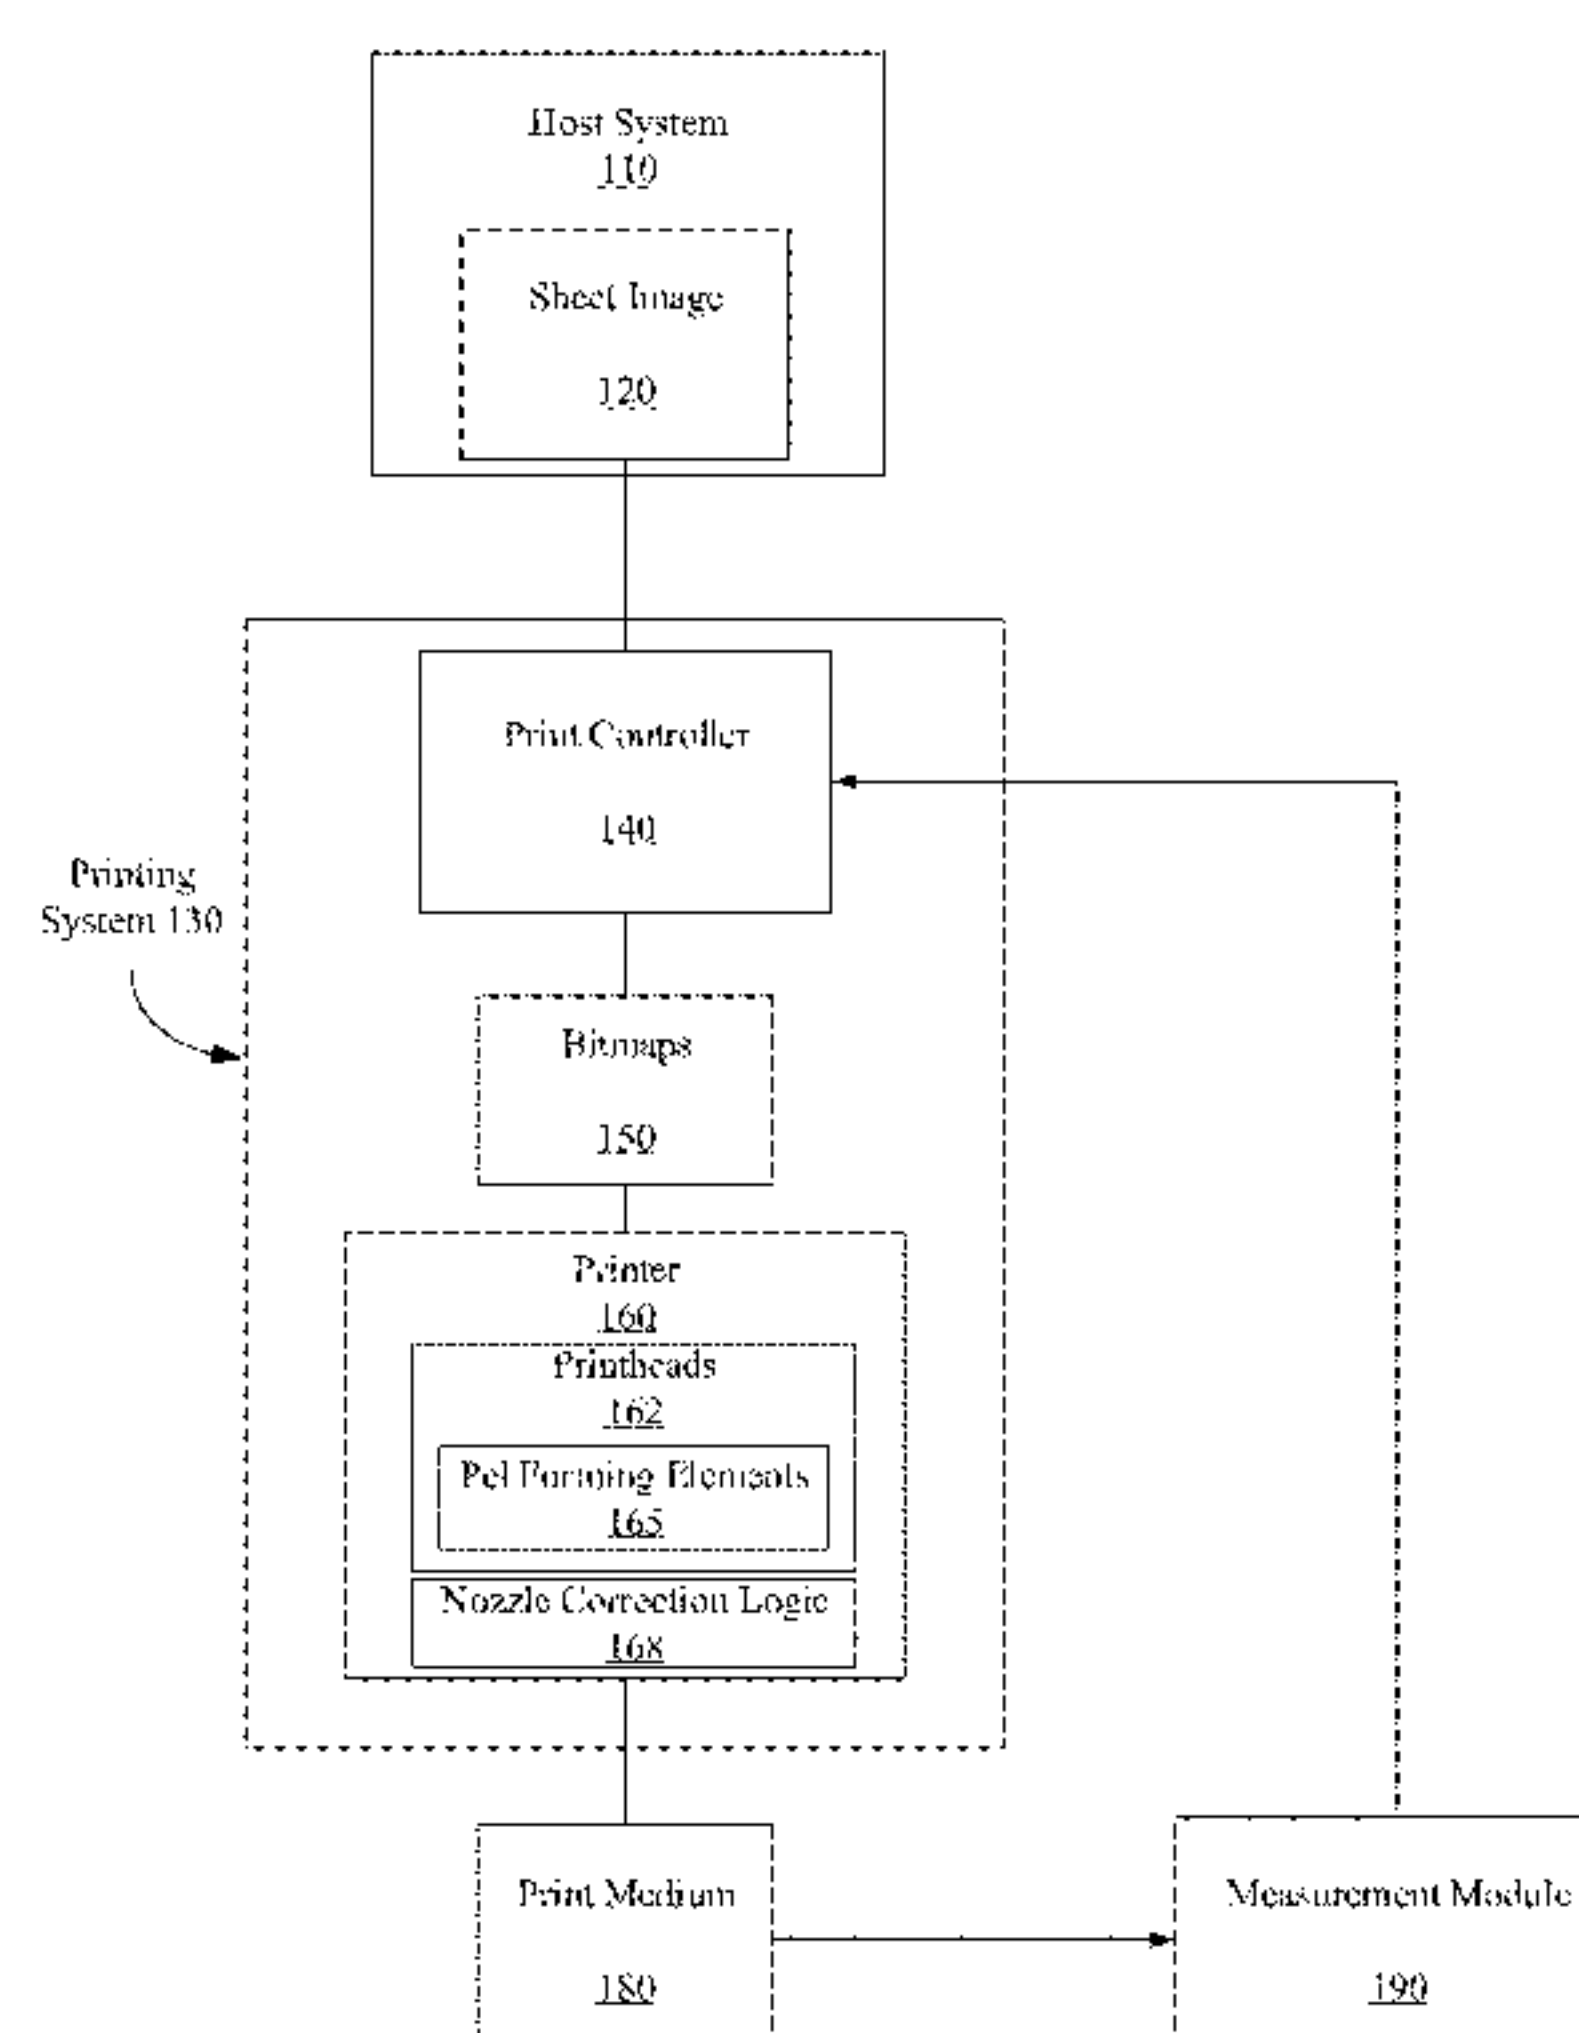 Host System
110
Sheet Image
120
Print Controller
140
Printing
System 130
Bitmaps
150
Printer
160
Printheads
162
Pel Forming Elements
165
Nozzle Correction Logic
168
Print Medium
180
Measurement Module
190